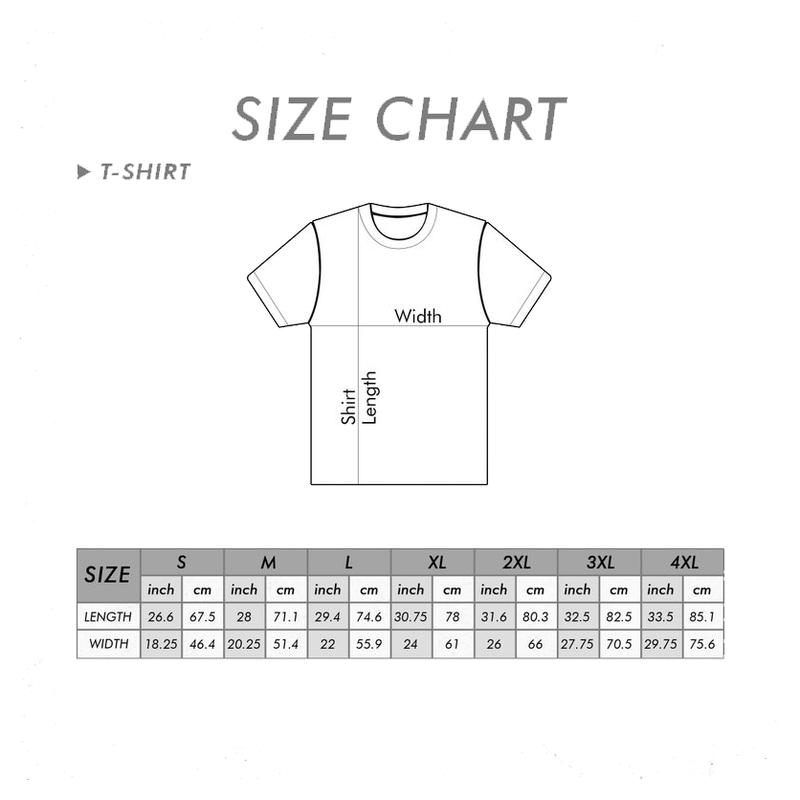 SIZE CHART
T-SHIRT
Width
Shirt
Length
SIZE S M L XL 2XL 3XL 4XL
inch cm inch cm inch cm inch cm inch cm inch cm inch cm
LENGTH 26.6 67.5 28 71.1 29.4 74.6 30.75 78 31.6 80.3 32.5 82.5 33.5 85.1
WIDTH 18.25 46.4 20.25 51.4 22 55.9 24 61 26 66 27.75 70.5 29.75 75.6